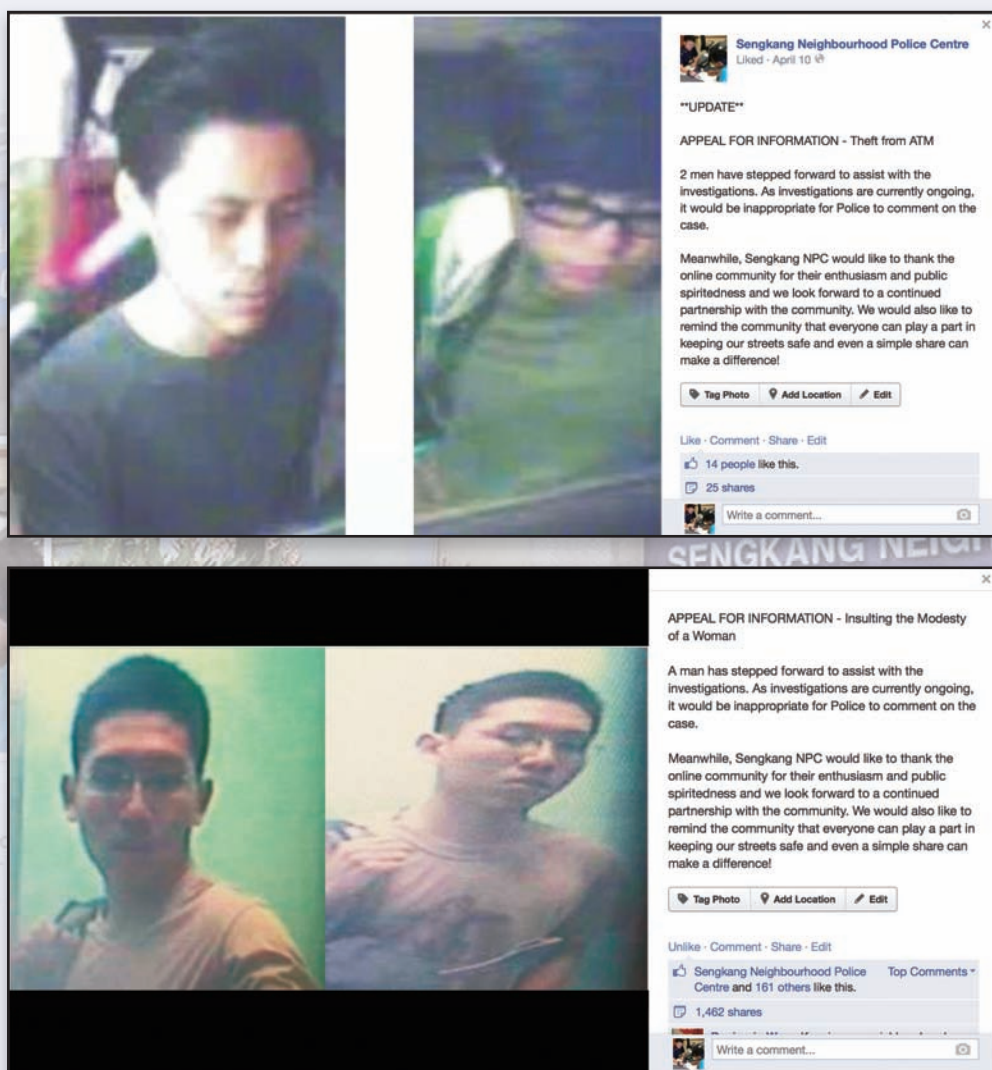 Sengkang Neighbourhood Police Centre
Liked · April 10
**UPDATE**
APPEAL FOR INFORMATION - Theft from ATM
2 men have stepped forward to assist with the
investigations. As investigations are currently ongoing,
it would be inappropriate for Police to comment on the
case.
Meanwhile, Sengkang NPC would like to thank the
online community for their enthusiasm and public
spiritedness and we look forward to a continued
partnership with the community. We would also like to
remind the community that everyone can play a part in
keeping our streets safe and even a simple share can
make a difference!
Tag Photo Add Location Edit
Like · Comment · Share · Edit
14 people like this.
25 shares
Write a comment...
SENGKANG
APPEAL FOR INFORMATION - Insulting the Modesty
of a Woman
A man has stepped forward to assist with the
investigations. As investigations are currently ongoing,
it would be inappropriate for Police to comment on the
case.
Meanwhile, Sengkang NPC would like to thank the
online community for their enthusiasm and public
spiritedness and we look forward to a continued
partnership with the community. We would also like to
remind the community that everyone can play a part in
keeping our streets safe and even a simple share can
make a difference!
Tag Photo Add Location Edit
Unlike · Comment · Share · Edit
Sengkang Neighbourhood Police Top Comments
Centre and 161 others like this.
1,462 shares
Write a comment...